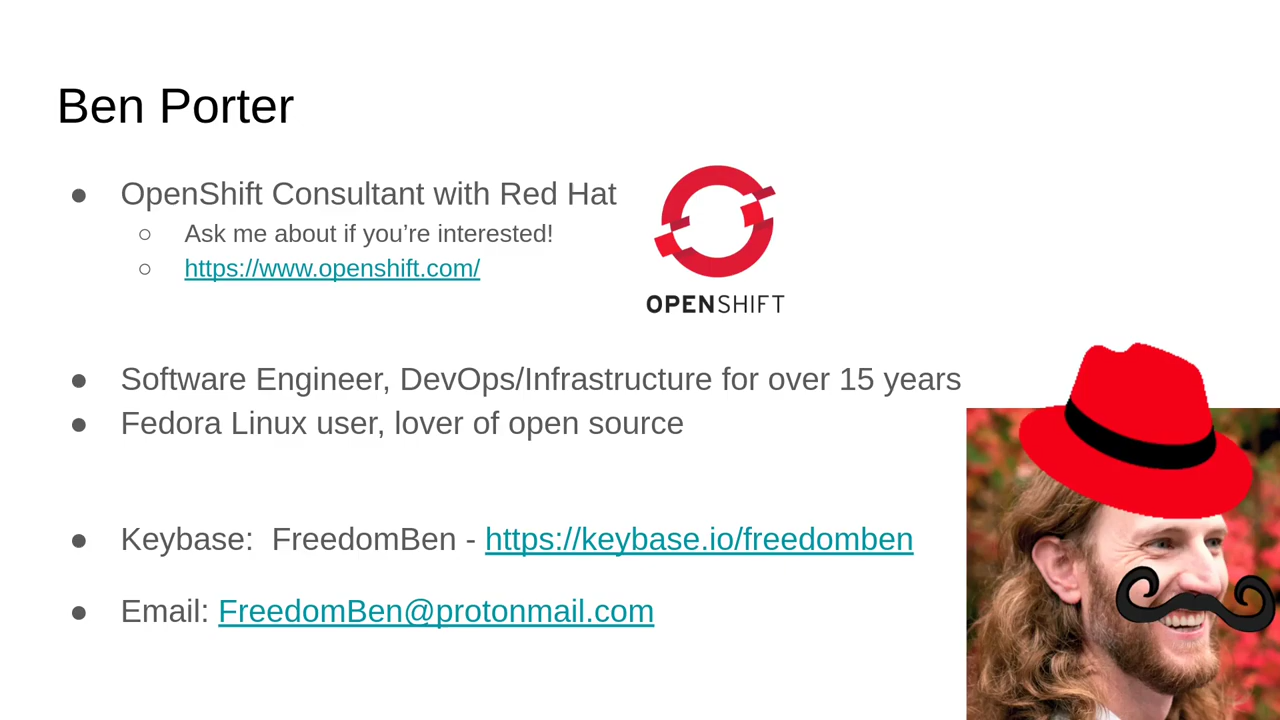 Ben Porter
● OpenShift Consultant with Red Hat
○ Ask me about if you’re interested!
○ https://www.openshift.com/
OPENSHIFT
● Software Engineer, DevOps/Infrastructure for over 15 years
● Fedora Linux user, lover of open source
● Keybase:  FreedomBen - https://keybase.io/freedomben
● Email: FreedomBen@protonmail.com